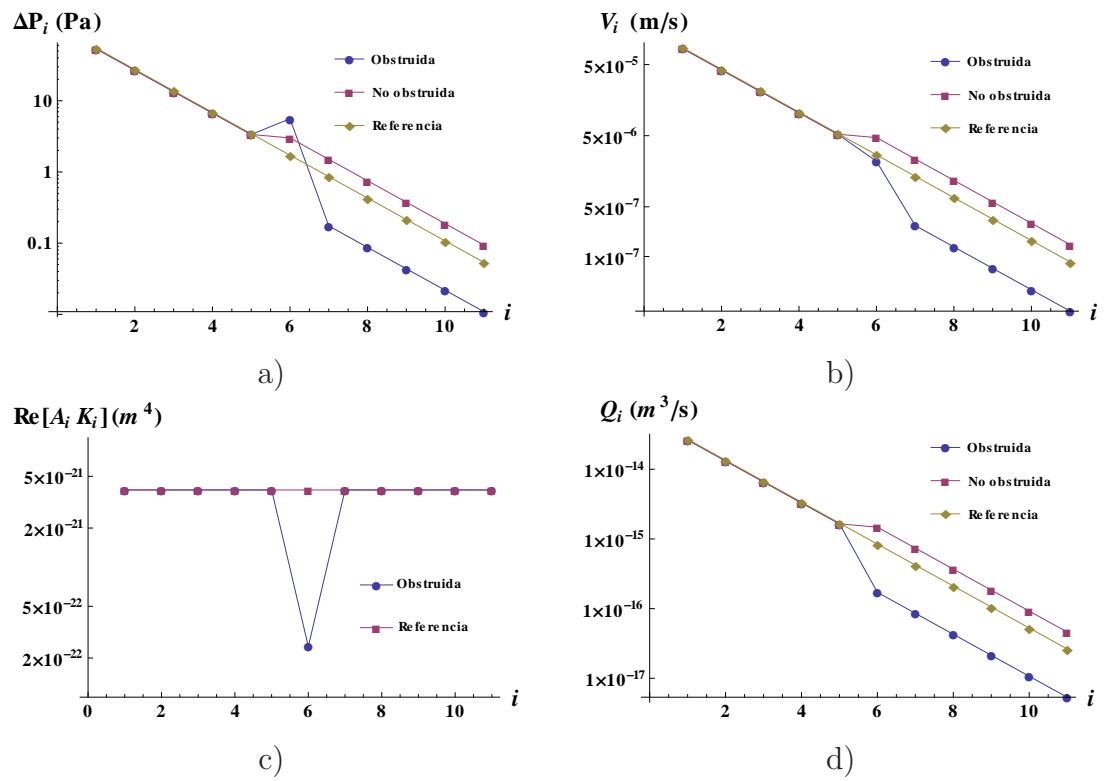 ΔP_i (Pa)
Obstruida
No obstruida
Referencia
10
1
0.1
2 4 6 8 10 i
a)
V_i (m/s)
Obstruida
No obstruida
Referencia
5×10⁻⁵
5×10⁻⁶
5×10⁻⁷
1×10⁻⁷
2 4 6 8 10 i
b)
Re[A_i K_i](m⁴)
5×10⁻²¹
2×10⁻²¹
5×10⁻²²
2×10⁻²²
Obstruida
Referencia
0 2 4 6 8 10 i
c)
Q_i (m³/s)
Obstruida
No obstruida
Referencia
1×10⁻¹⁴
1×10⁻¹⁵
1×10⁻¹⁶
1×10⁻¹⁷
2 4 6 8 10 i
d)